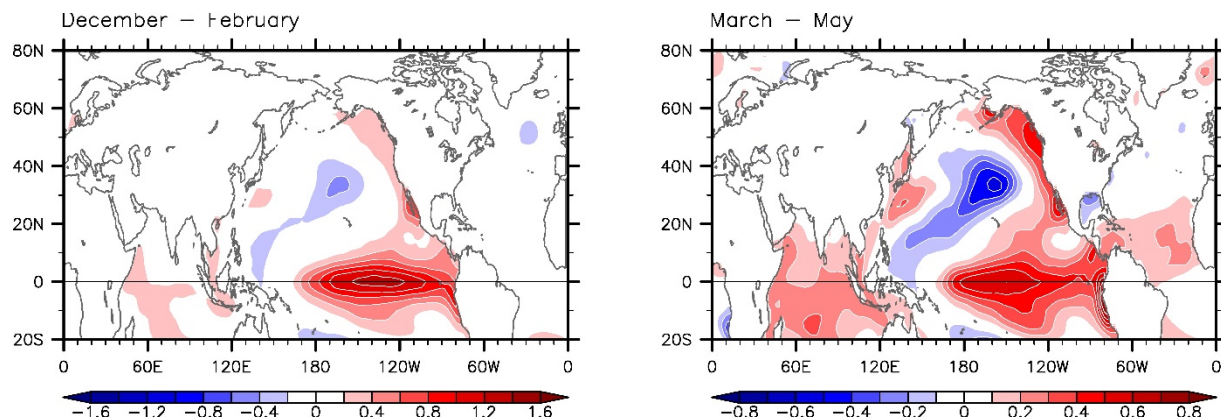 December – February
80N
60N
40N
20N
0
20S
0 60E 120E 180 120W 60W 0
−1.6 −1.2 −0.8 −0.4 0 0.4 0.8 1.2 1.6
March – May
80N
60N
40N
20N
0
20S
0 60E 120E 180 120W 60W 0
−0.8 −0.6 −0.4 −0.2 0 0.2 0.4 0.6 0.8